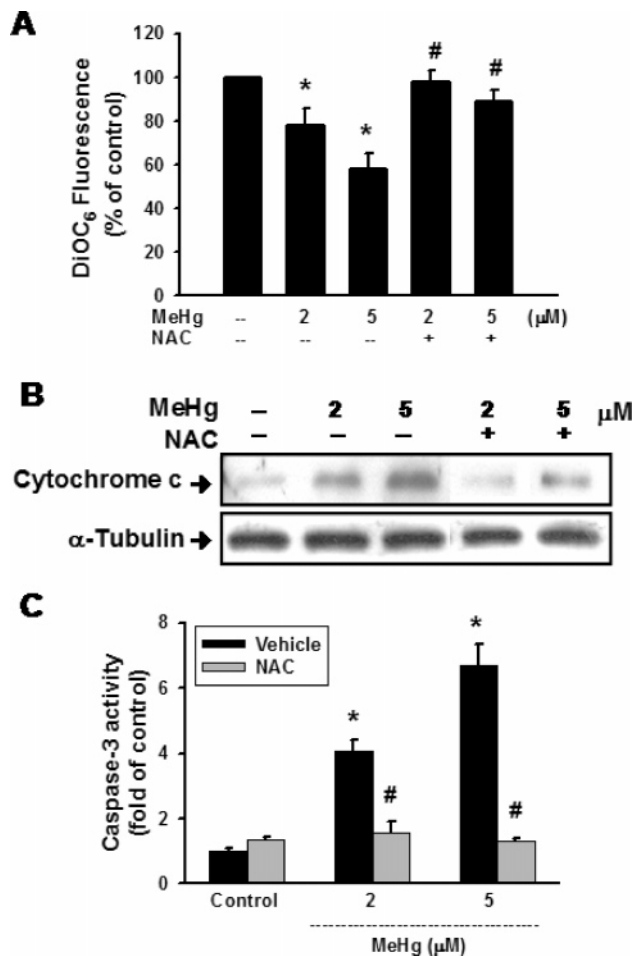 A
120
100
80
60
40
20
0
DiOC6 Fluorescence
(% of control)
*
*
#
#
MeHg -- 2 5 2 5 (μM)
NAC -- -- -- + +
B
MeHg – 2 5 2 5 μM
NAC – – – + +
Cytochrome c →
α-Tubulin →
C
8
6
4
2
0
Caspase-3 activity
(fold of control)
Vehicle
NAC
*
#
*
#
Control 2 5
MeHg (μM)